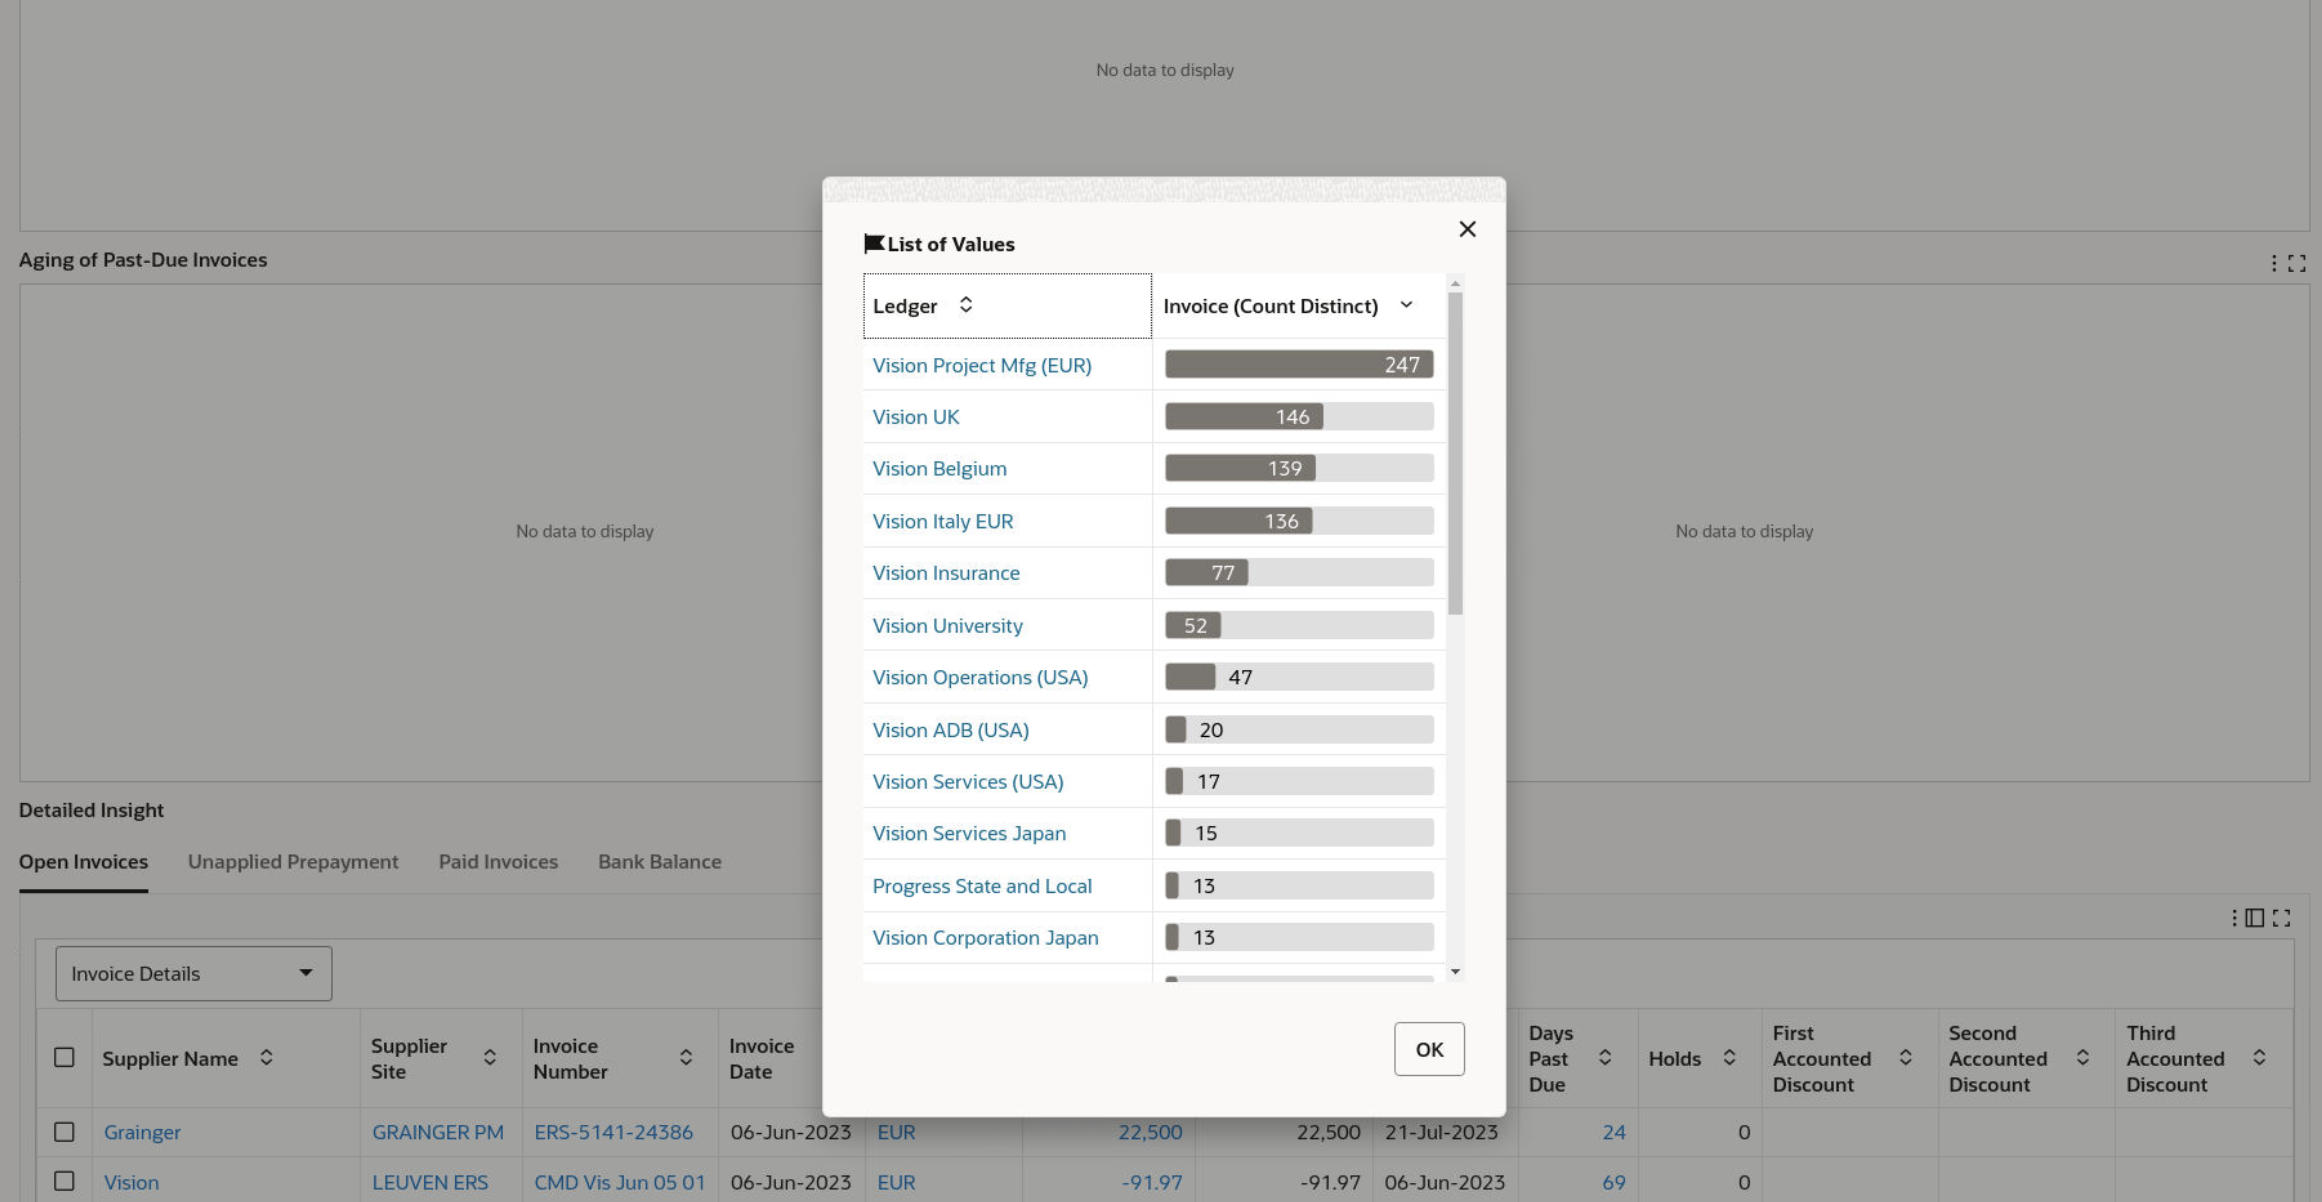 No data to display
Aging of Past-Due Invoices
No data to display
No data to display
List of Values
Ledger
Invoice (Count Distinct)
Vision Project Mfg (EUR) 247
Vision UK 146
Vision Belgium 139
Vision Italy EUR 136
Vision Insurance 77
Vision University 52
Vision Operations (USA) 47
Vision ADB (USA) 20
Vision Services (USA) 17
Vision Services Japan 15
Progress State and Local 13
Vision Corporation Japan 13
OK
Detailed Insight
Open Invoices Unapplied Prepayment Paid Invoices Bank Balance
Invoice Details
Supplier Name
Supplier
Site
Invoice
Number
Invoice
Date
Days
Past
Due
Holds
First
Accounted
Discount
Second
Accounted
Discount
Third
Accounted
Discount
Grainger GRAINGER PM ERS-5141-24386 06-Jun-2023 EUR 22,500 22,500 21-Jul-2023 24 0
Vision LEUVEN ERS CMD Vis Jun 05 01 06-Jun-2023 EUR -91.97 -91.97 06-Jun-2023 69 0